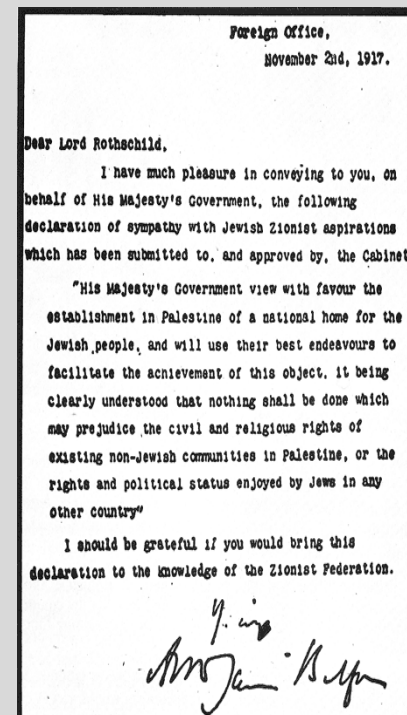 Foreign Office,
November 2nd, 1917.
Dear Lord Rothschild,
I have much pleasure in conveying to you, on
behalf of His Majesty's Government, the following
declaration of sympathy with Jewish Zionist aspirations
which has been submitted to, and approved by, the Cabinet
"His Majesty's Government view with favour the
establishment in Palestine of a national home for the
Jewish people, and will use their best endeavours to
facilitate the achievement of this object, it being
clearly understood that nothing shall be done which
may prejudice the civil and religious rights of
existing non-Jewish communities in Palestine, or the
rights and political status enjoyed by Jews in any
other country"
I should be grateful if you would bring this
declaration to the knowledge of the Zionist Federation.